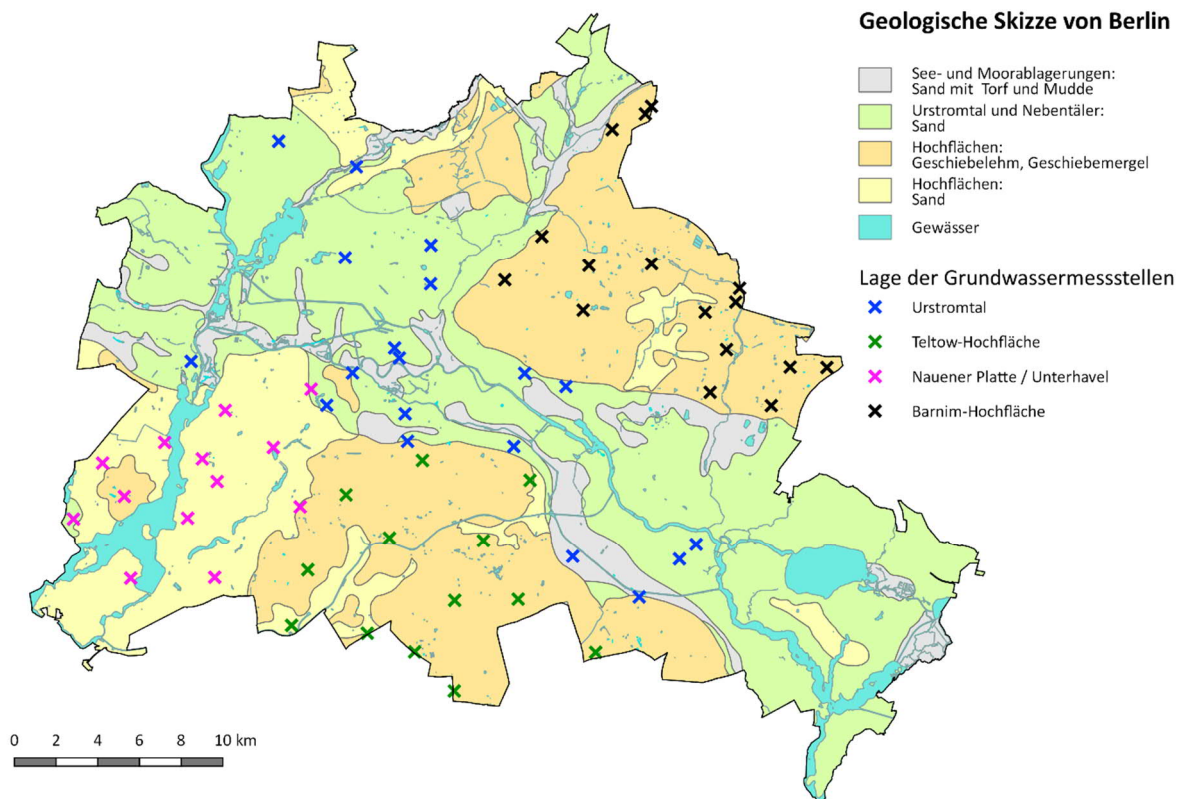 Geologische Skizze von Berlin
See- und Moorablagerungen:
Sand mit Torf und Mudde
Urstromtal und Nebentäler:
Sand
Hochflächen:
Geschiebelehm, Geschiebemergel
Hochflächen:
Sand
Gewässer
Lage der Grundwassermessstellen
Urstromtal
Teltow-Hochfläche
Nauener Platte / Unterhavel
Barnim-Hochfläche
0 2 4 6 8 10 km